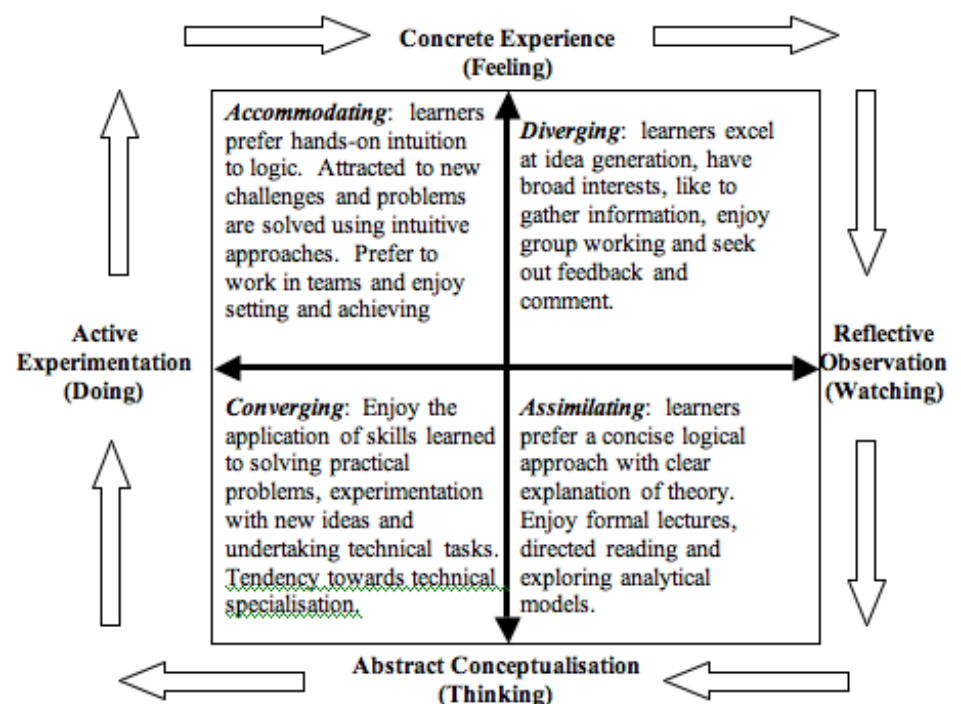 Concrete Experience
(Feeling)
Accommodating: learners
prefer hands-on intuition
to logic. Attracted to new
challenges and problems
are solved using intuitive
approaches. Prefer to
work in teams and enjoy
setting and achieving
Diverging: learners excel
at idea generation, have
broad interests, like to
gather information, enjoy
group working and seek
out feedback and
comment.
Active
Experimentation
(Doing)
Reflective
Observation
(Watching)
Converging: Enjoy the
application of skills learned
to solving practical
problems, experimentation
with new ideas and
undertaking technical tasks.
Tendency towards technical
specialisation.
Assimilating: learners
prefer a concise logical
approach with clear
explanation of theory.
Enjoy formal lectures,
directed reading and
exploring analytical
models.
Abstract Conceptualisation
(Thinking)